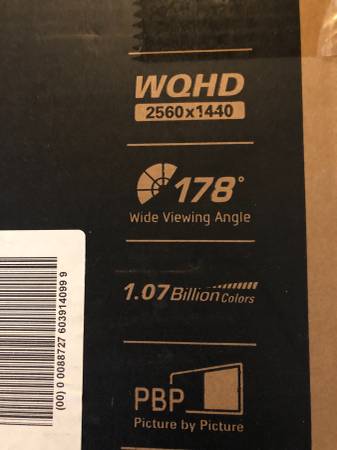 WQHD
2560x1440
178°
Wide Viewing Angle
1.07 Billion Colors
PBP
Picture by Picture
(00) 0 0088727 603914099 9